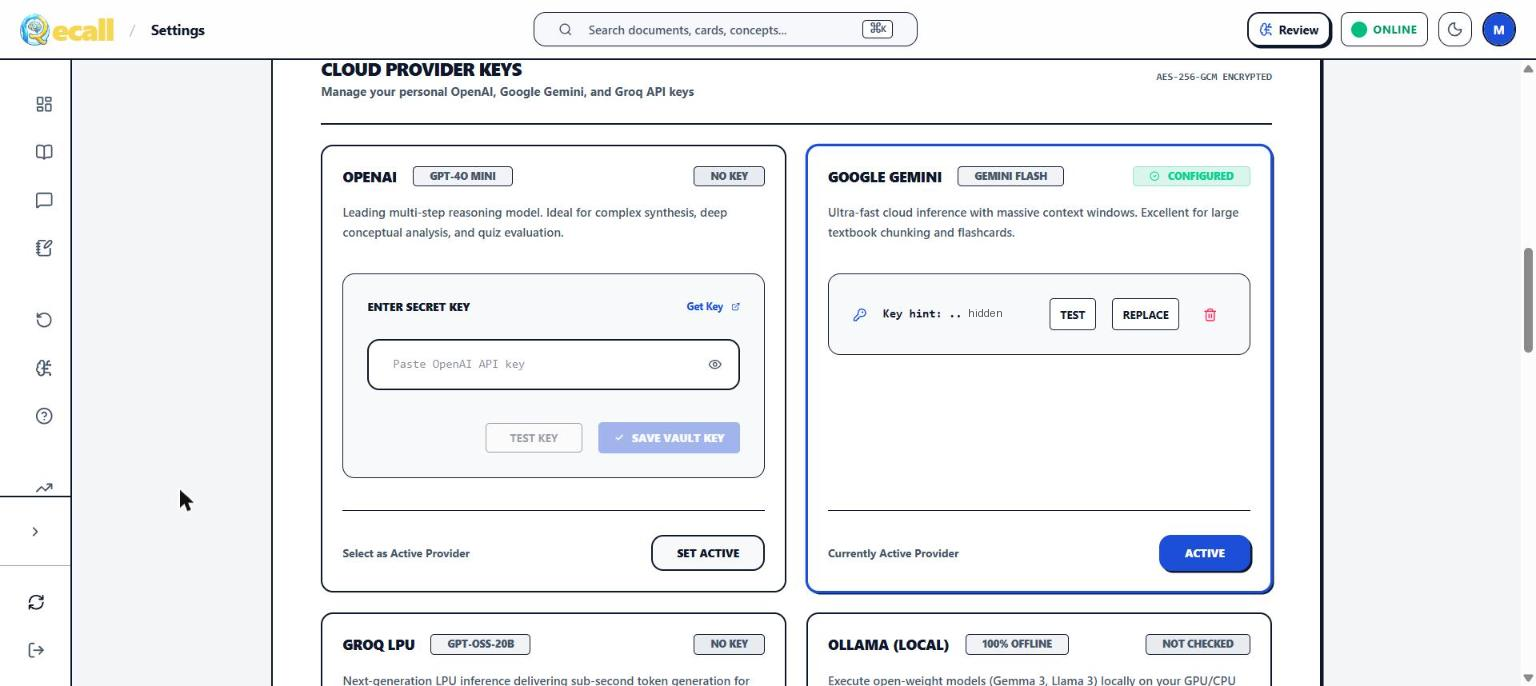 Recall / Settings
Search documents, cards, concepts... ⌘K
Review
ONLINE
M
CLOUD PROVIDER KEYS
AES-256-GCM ENCRYPTED
Manage your personal OpenAI, Google Gemini, and Groq API keys
OPENAI GPT-4O MINI NO KEY
Leading multi-step reasoning model. Ideal for complex synthesis, deep
conceptual analysis, and quiz evaluation.
ENTER SECRET KEY Get Key
Paste OpenAI API key
TEST KEY SAVE VAULT KEY
Select as Active Provider SET ACTIVE
GOOGLE GEMINI GEMINI FLASH CONFIGURED
Ultra-fast cloud inference with massive context windows. Excellent for large
textbook chunking and flashcards.
Key hint: .. hidden TEST REPLACE
Currently Active Provider ACTIVE
GROQ LPU GPT-OSS-20B NO KEY
Next-generation LPU inference delivering sub-second token generation for
OLLAMA (LOCAL) 100% OFFLINE NOT CHECKED
Execute open-weight models (Gemma 3, Llama 3) locally on your GPU/CPU